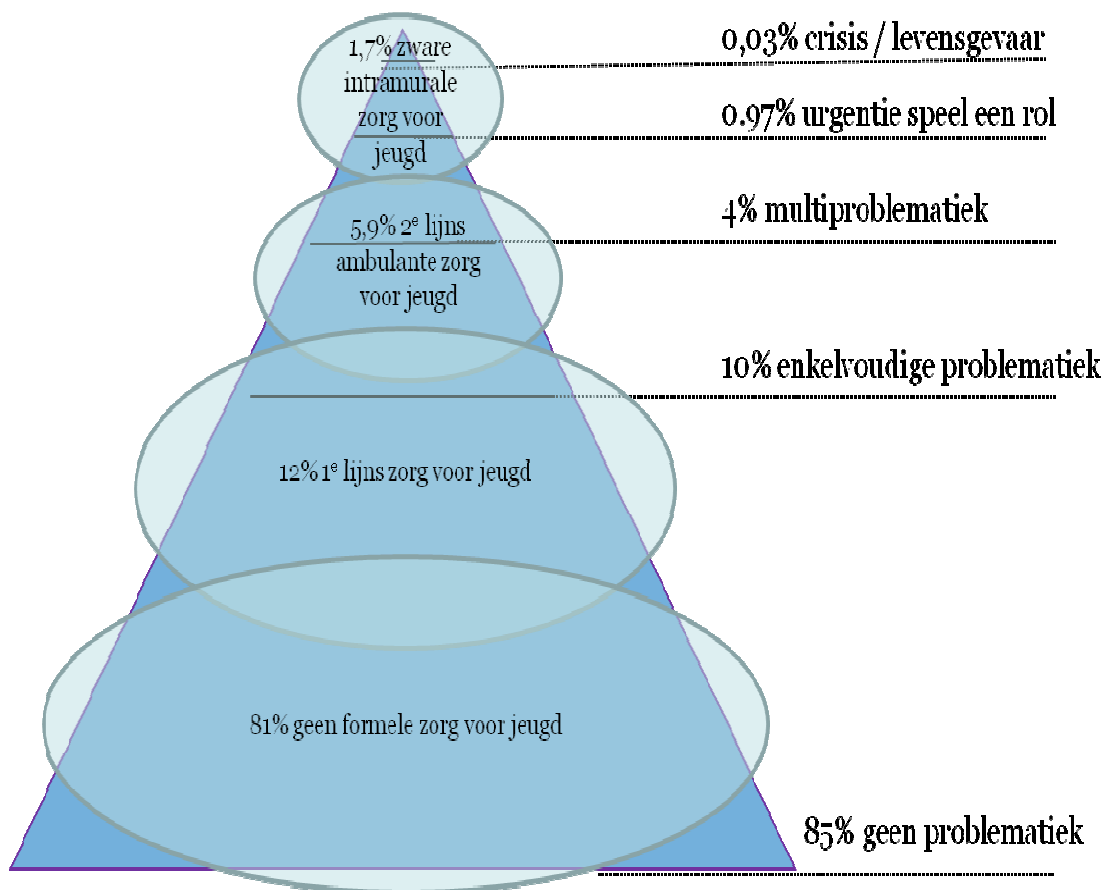 1,7% zware
intramurale
zorg voor
jeugd
0,03% crisis / levensgevaar
0.97% urgentie speel een rol
5,9% 2e lijns
ambulante zorg
voor jeugd
4% multiproblematiek
10% enkelvoudige problematiek
12% 1e lijns zorg voor jeugd
81% geen formele zorg voor jeugd
85% geen problematiek